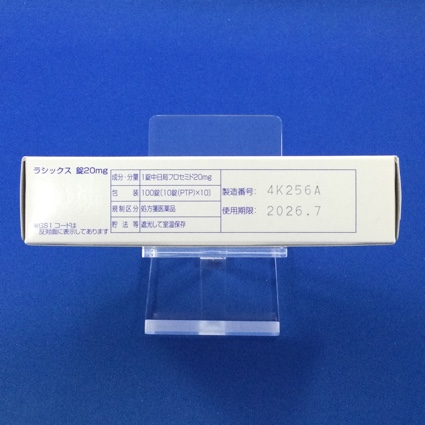 ラシックス 錠20mg
成分・分量 1錠中日局フロセミド20mg
包 装 100錠[10錠(PTP)×10]
規制区分 処方箋医薬品
貯 法 等 遮光して室温保存
※GS1コードは
反対面に表示してあります
製造番号: 4K256A
使用期限: 2026.7